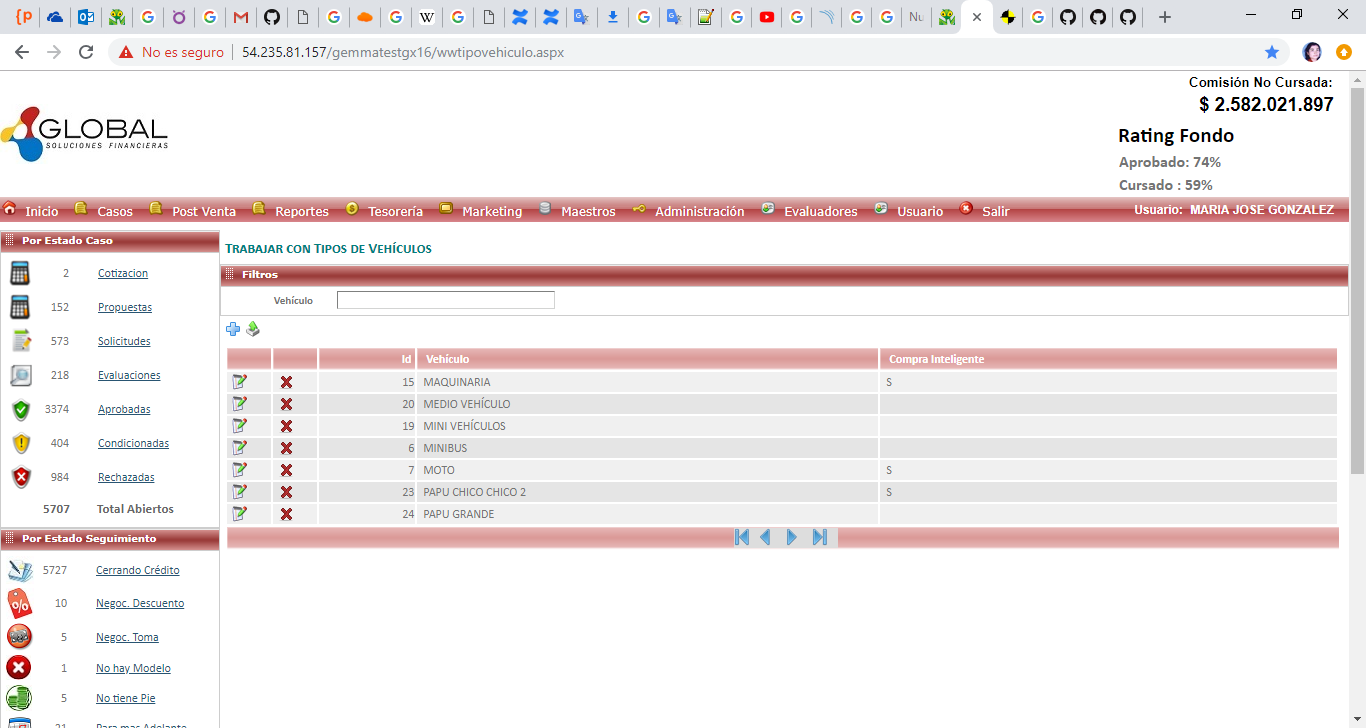 No es seguro
54.235.81.157/gemmatestgx16/wwtipovehiculo.aspx
Comisión No Cursada:
$ 2.582.021.897
GLOBAL
SOLUCIONES FINANCIERAS
Rating Fondo
Aprobado: 74%
Cursado : 59%
Inicio Casos Post Venta Reportes Tesorería Marketing Maestros Administración Evaluadores Usuario Salir Usuario: MARIA JOSE GONZALEZ
Por Estado Caso
2 Cotizacion
152 Propuestas
573 Solicitudes
218 Evaluaciones
3374 Aprobadas
404 Condicionadas
984 Rechazadas
5707 Total Abiertos
Por Estado Seguimiento
5727 Cerrando Crédito
10 Negoc. Descuento
5 Negoc. Toma
1 No hay Modelo
5 No tiene Pie
21 Para mas Adelante
TRABAJAR CON TIPOS DE VEHÍCULOS
Filtros
Vehículo
Id Vehículo Compra Inteligente
15 MAQUINARIA S
20 MEDIO VEHÍCULO
19 MINI VEHÍCULOS
6 MINIBUS
7 MOTO S
23 PAPU CHICO CHICO 2 S
24 PAPU GRANDE